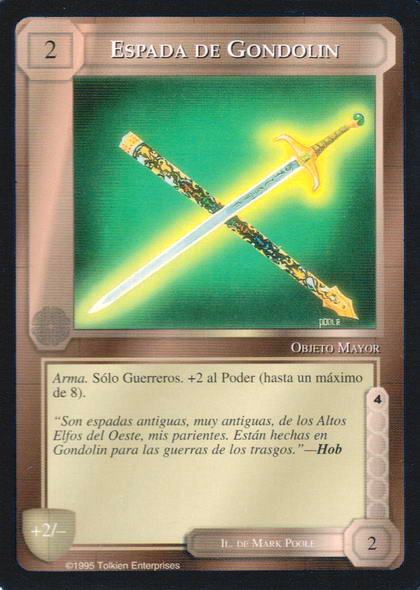 2
ESPADA DE GONDOLIN
POOLE
OBJETO MAYOR
Arma. Sólo Guerreros. +2 al Poder (hasta un máximo
de 8).
4
“Son espadas antiguas, muy antiguas, de los Altos
Elfos del Oeste, mis parientes. Están hechas en
Gondolin para las guerras de los trasgos.”—Hob
+2/–
IL. DE MARK POOLE
2
©1995 Tolkien Enterprises